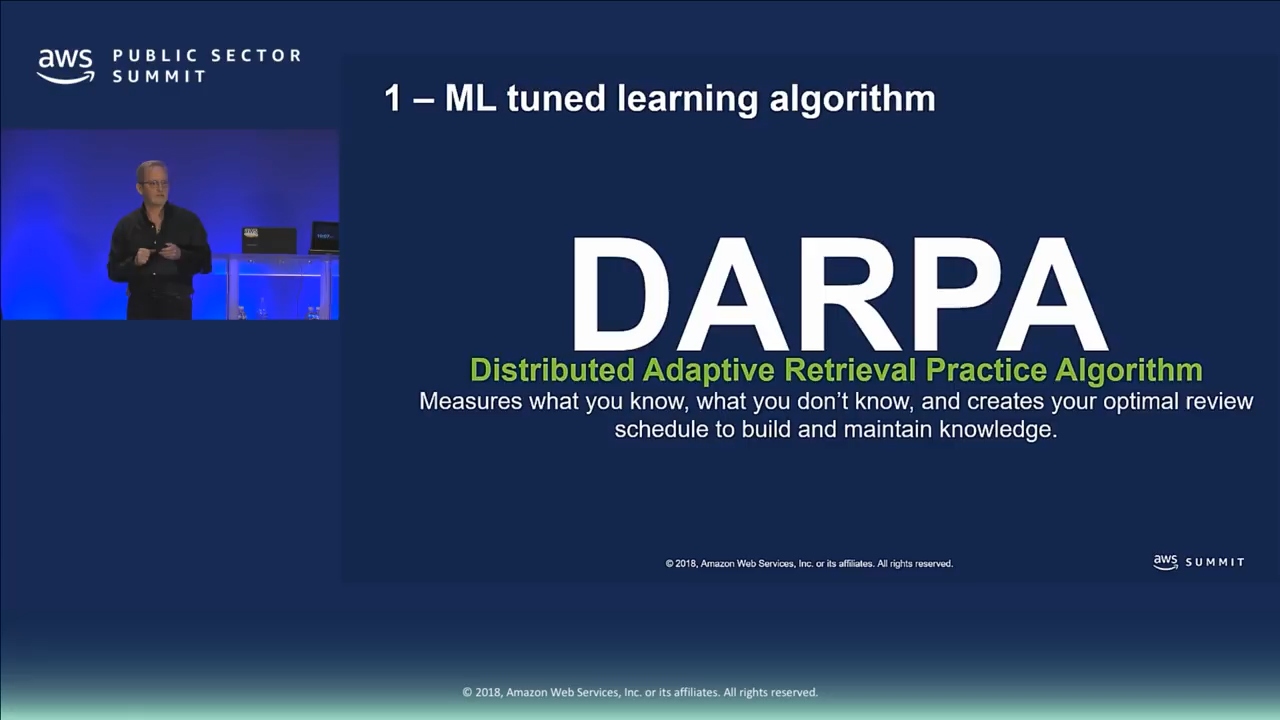 aws PUBLIC SECTOR
SUMMIT
1 – ML tuned learning algorithm
DARPA
Distributed Adaptive Retrieval Practice Algorithm
Measures what you know, what you don’t know, and creates your optimal review
schedule to build and maintain knowledge.
© 2018, Amazon Web Services, Inc. or its affiliates. All rights reserved.
aws SUMMIT
© 2018, Amazon Web Services, Inc. or its affiliates. All rights reserved.